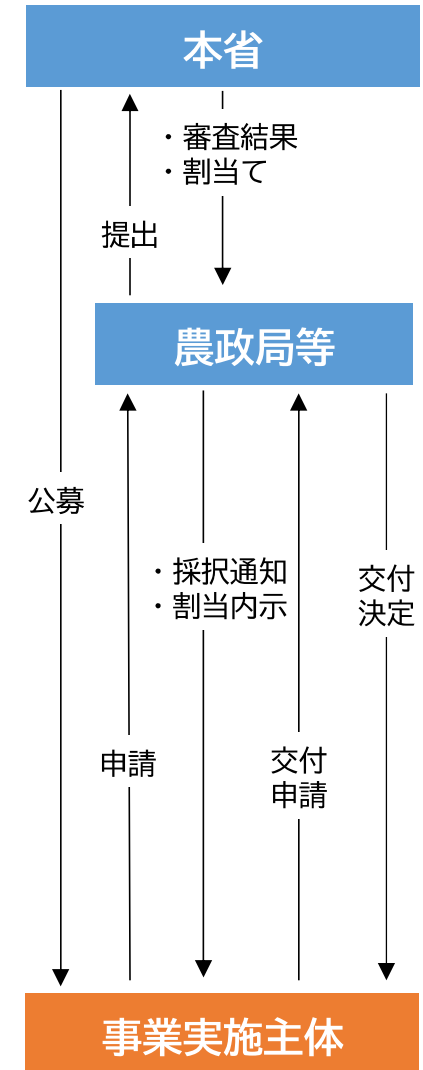 本省
・審査結果
・割当て
提出
農政局等
公募
・採択通知
・割当内示
交付
決定
申請
交付
申請
事業実施主体